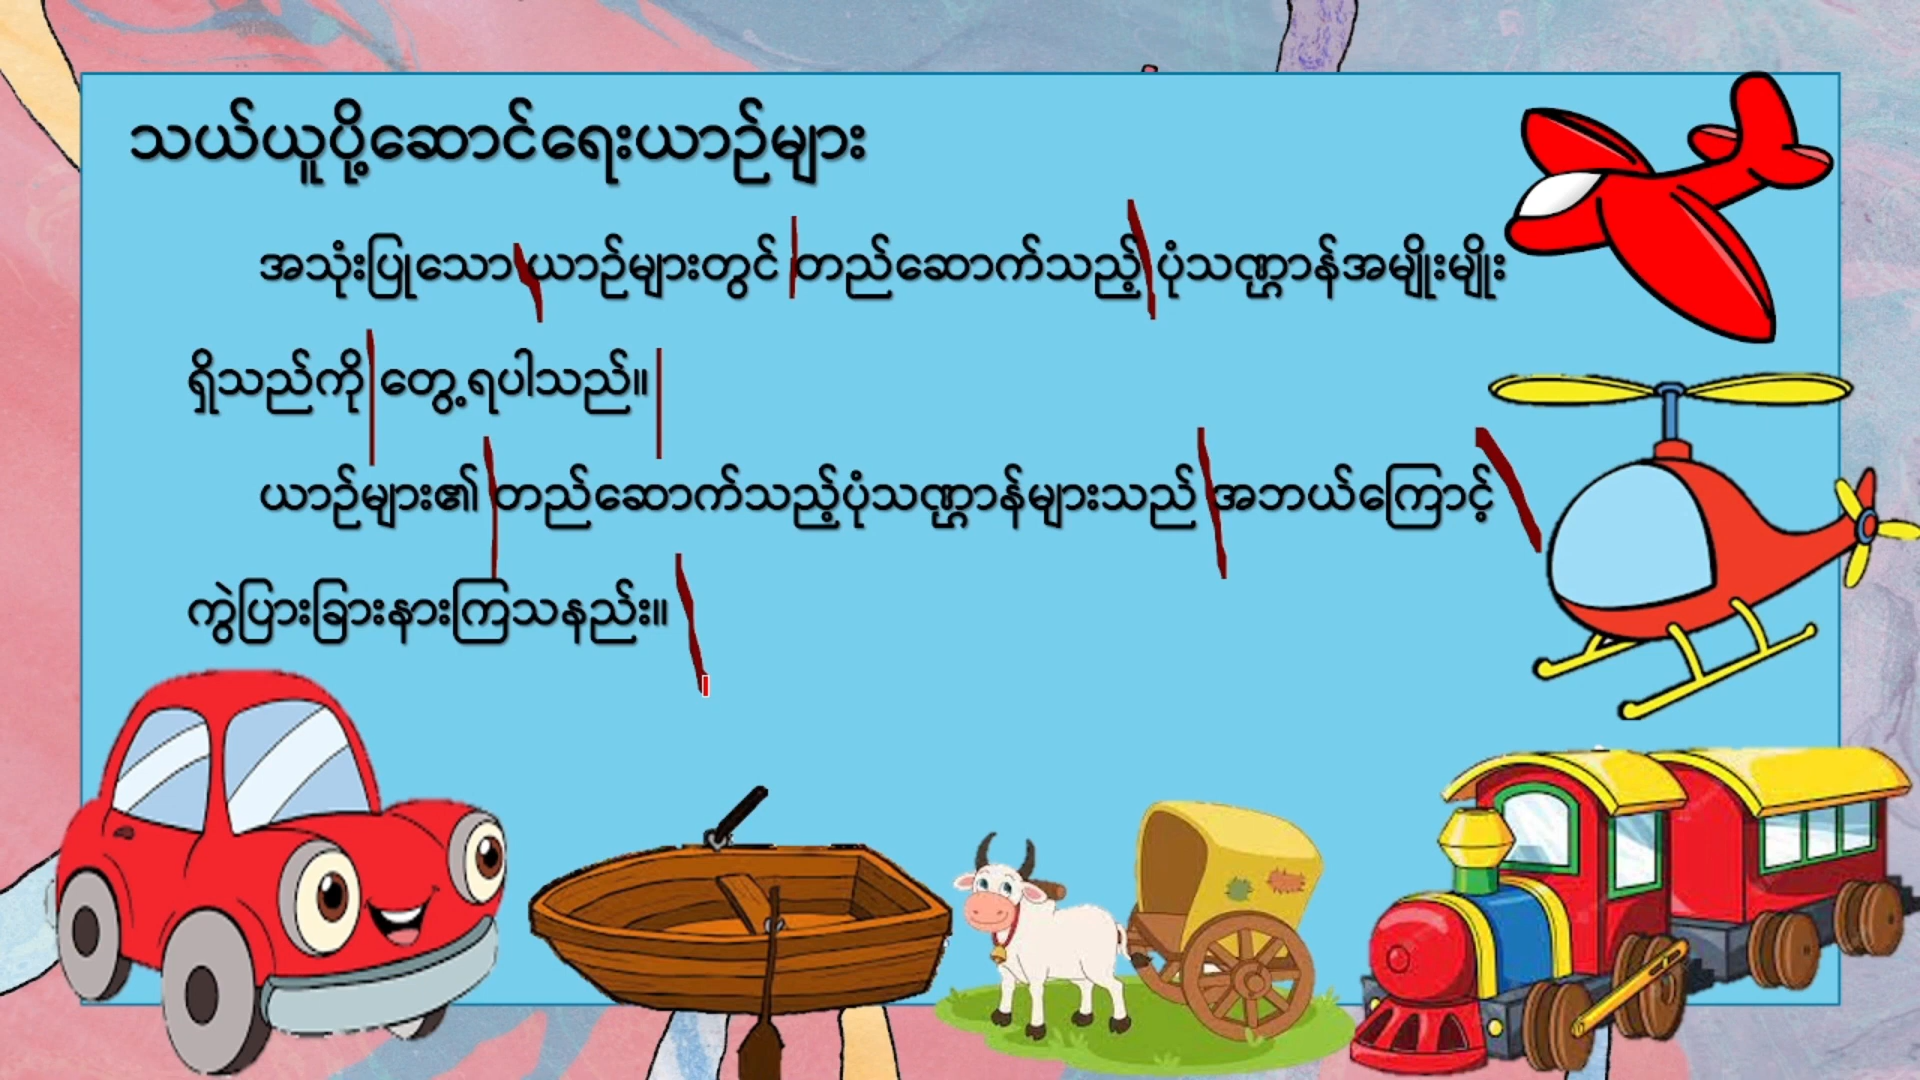 သယ်ယူပို့ဆောင်ရေးယာဉ်များ
အသုံးပြုသော ယာဉ်များတွင် တည်ဆောက်သည့် ပုံသဏ္ဌာန်အမျိုးမျိုး
ရှိသည်ကို တွေ့ရပါသည်။
ယာဉ်များ၏ တည်ဆောက်သည့်ပုံသဏ္ဌာန်များသည် အဘယ်ကြောင့်
ကွဲပြားခြားနားကြသနည်း။